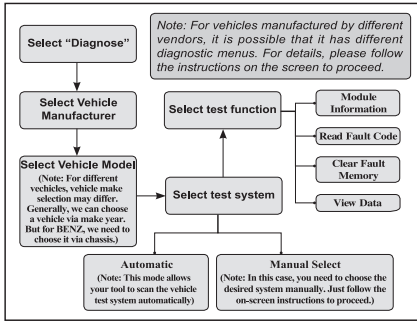 Note: For vehicles manufactured by different
vendors, it is possible that it has different
diagnostic menus. For details, please follow
the instructions on the screen to proceed.
Select “Diagnose”
Select Vehicle
Manufacturer
Select Vehicle Model
(Note: For different
vechicles, vehicle make
selection may differ.
Generally, we can choose
a vehicle via make year.
But for BENZ, we need to
choose it via chassis.)
Select test system
Select test function
Module
Information
Read Fault Code
Clear Fault
Memory
View Data
Automatic
(Note: This mode allows
your tool to scan the vehicle
test system automatically)
Manual Select
(Note: In this case, you need to choose the
desired system manually. Just follow the
on-screen instructions to proceed.)